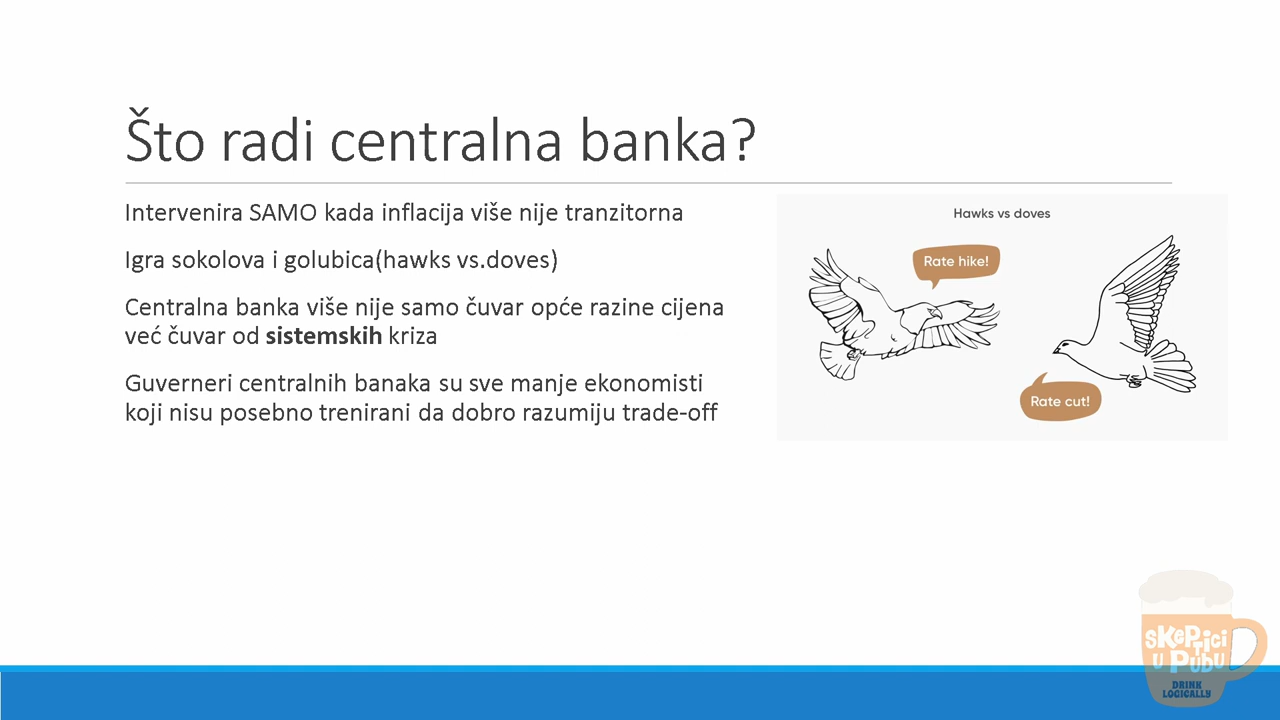 Što radi centralna banka?
Intervenira SAMO kada inflacija više nije tranzitorna
Igra sokolova i golubica(hawks vs.doves)
Centralna banka više nije samo čuvar opće razine cijena
već čuvar od sistemskih kriza
Guverneri centralnih banaka su sve manje ekonomisti
koji nisu posebno trenirani da dobro razumiju trade-off
Hawks vs doves
Rate hike!
Rate cut!
SKEPTICI
U PUBU
DRINK
LOGICALLY